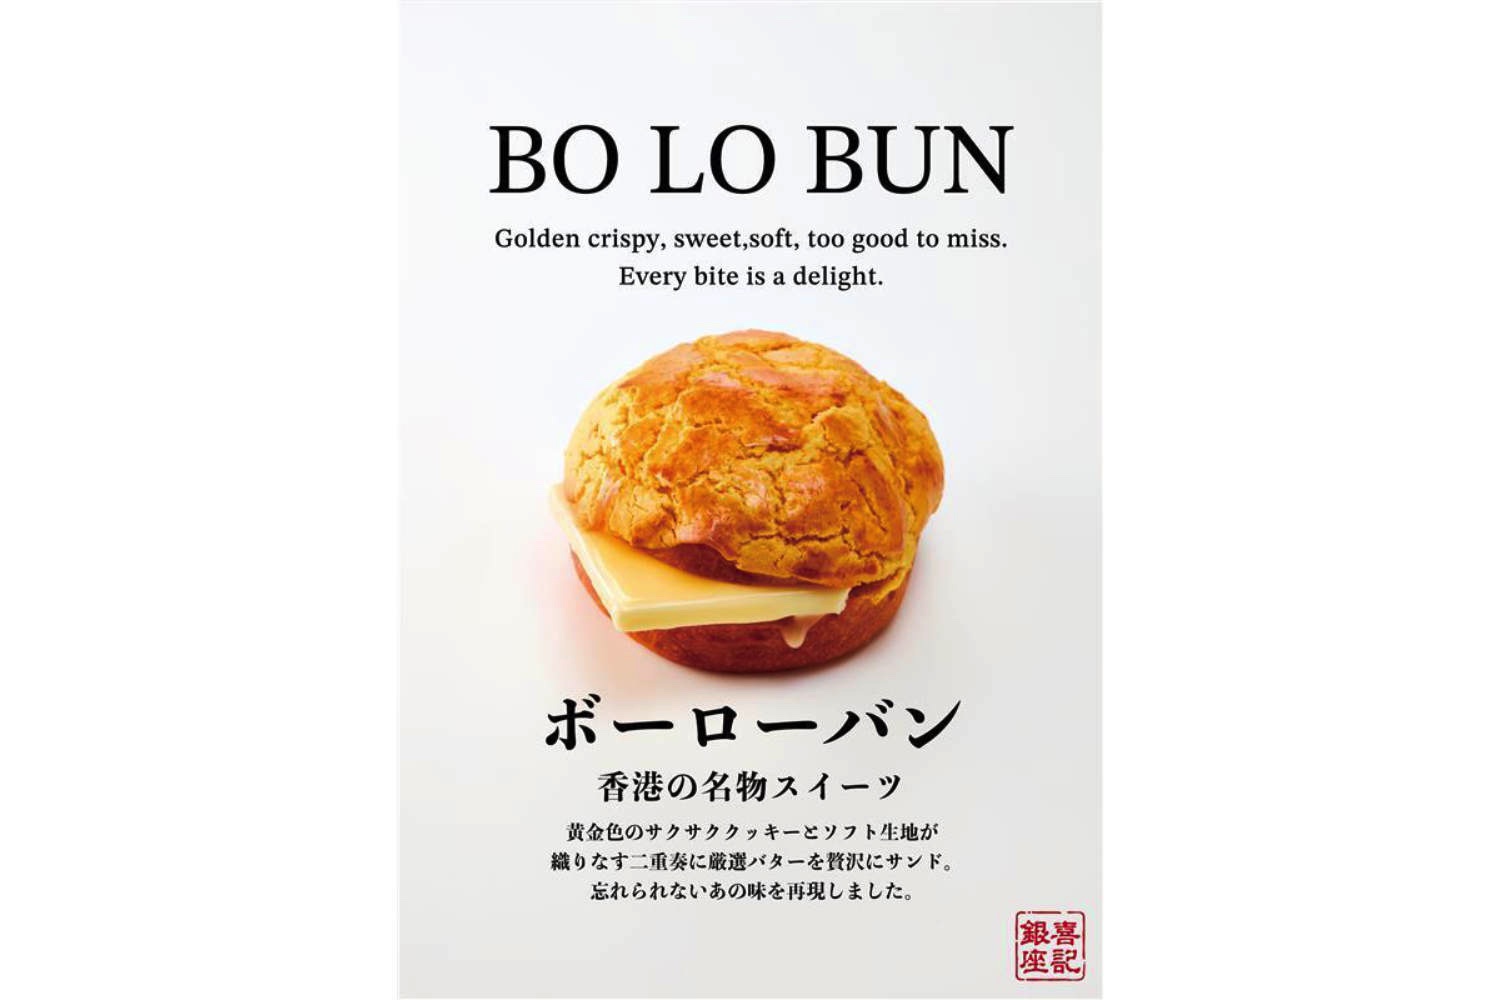 BO LO BUN
Golden crispy, sweet,soft, too good to miss.
Every bite is a delight.
ボーローバン
香港の名物スイーツ
黄金色のサクサククッキーとソフト生地が
織りなす二重奏に厳選バターを贅沢にサンド。
忘れられないあの味を再現しました。
喜記
銀座